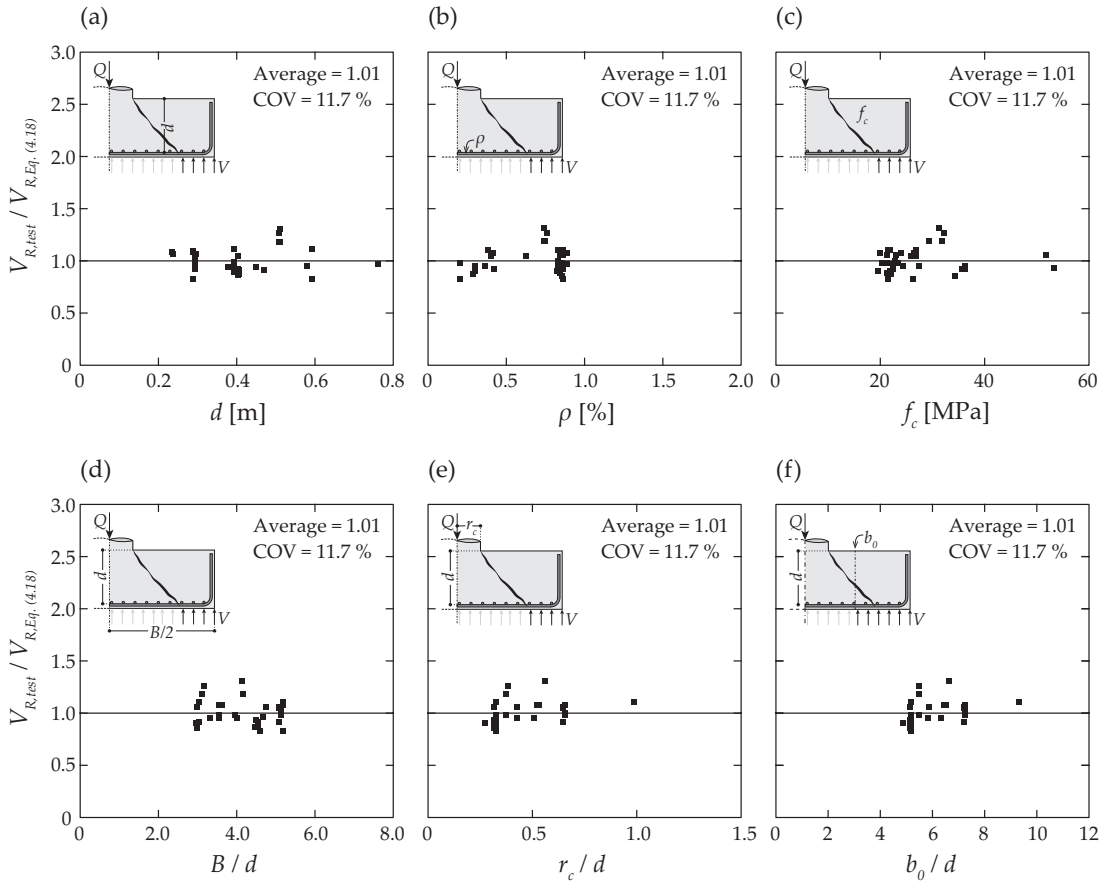 (a)
(b)
(c)
3.0
2.5
2.0
1.5
1.0
0.5
0
V_R,test / V_R,Eq. (4.18)
Q
d
V
Average = 1.01
COV = 11.7 %
0
0.2
0.4
0.6
0.8
d [m]
Q
ρ
V
Average = 1.01
COV = 11.7 %
0
0.5
1.0
1.5
2.0
ρ [%]
Q
f_c
V
Average = 1.01
COV = 11.7 %
0
20
40
60
f_c [MPa]
(d)
(e)
(f)
3.0
2.5
2.0
1.5
1.0
0.5
0
V_R,test / V_R,Eq. (4.18)
Q
d
V
B/2
Average = 1.01
COV = 11.7 %
0
2.0
4.0
6.0
8.0
B / d
Q
r_c
d
V
Average = 1.01
COV = 11.7 %
0
0.5
1.0
1.5
r_c / d
Q
b_0
d
V
Average = 1.01
COV = 11.7 %
0
2
4
6
8
10
12
b_0 / d